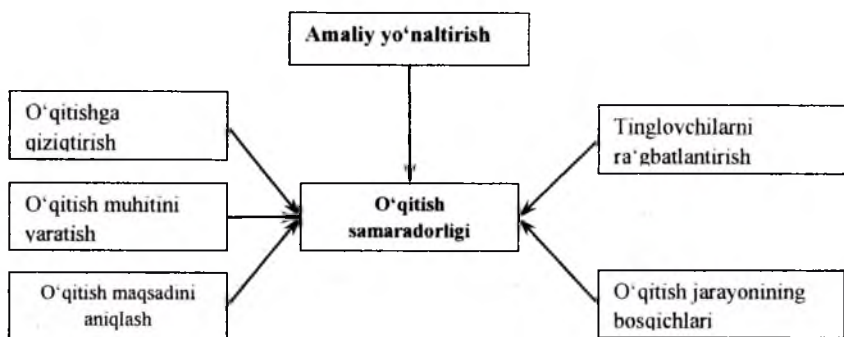 Amaliy yo‘naltirish
O‘qitishga
qiziqtirish
Tinglovchilarni
ra‘gbatlantirish
O‘qitish muhitini
yaratish
O‘qitish
samaradorligi
O‘qitish maqsadini
aniqlash
O‘qitish jarayonining
bosqichlari